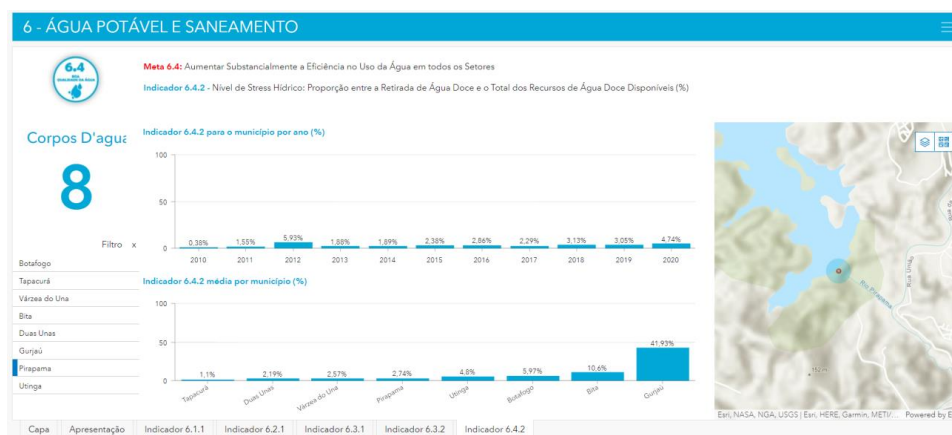 6 - ÁGUA POTÁVEL E SANEAMENTO
6.4
Meta 6.4: Aumentar Substancialmente a Eficiência no Uso da Água em todos os Setores
Indicador 6.4.2 - Nível de Stress Hídrico: Proporção entre a Retirada de Água Doce e o Total dos Recursos de Água Doce Disponíveis (%)
Corpos D'agua
8
Filtro x
Botafogo
Tapacurá
Várzea do Una
Bita
Duas Unas
Gurjaú
Pirapama
Utinga
Indicador 6.4.2 para o município por ano (%)
100
50
0
0,38% 1,55% 5,93% 1,88% 1,89% 2,38% 2,86% 2,29% 3,13% 3,05% 4,74%
2010 2011 2012 2013 2014 2015 2016 2017 2018 2019 2020
Indicador 6.4.2 média por município (%)
100
50
0
1,1% 2,19% 2,57% 2,74% 4,8% 5,97% 10,6% 41,93%
Tapacurá Duas Unas Várzea do Una Pirapama Utinga Botafogo Bita Gurjaú
Rua União
Rio Pirapama
Esri, NASA, NGA, USGS | Esri, HERE, Garmin, METI/... Powered by E
Capa Apresentação Indicador 6.1.1 Indicador 6.2.1 Indicador 6.3.1 Indicador 6.3.2 Indicador 6.4.2